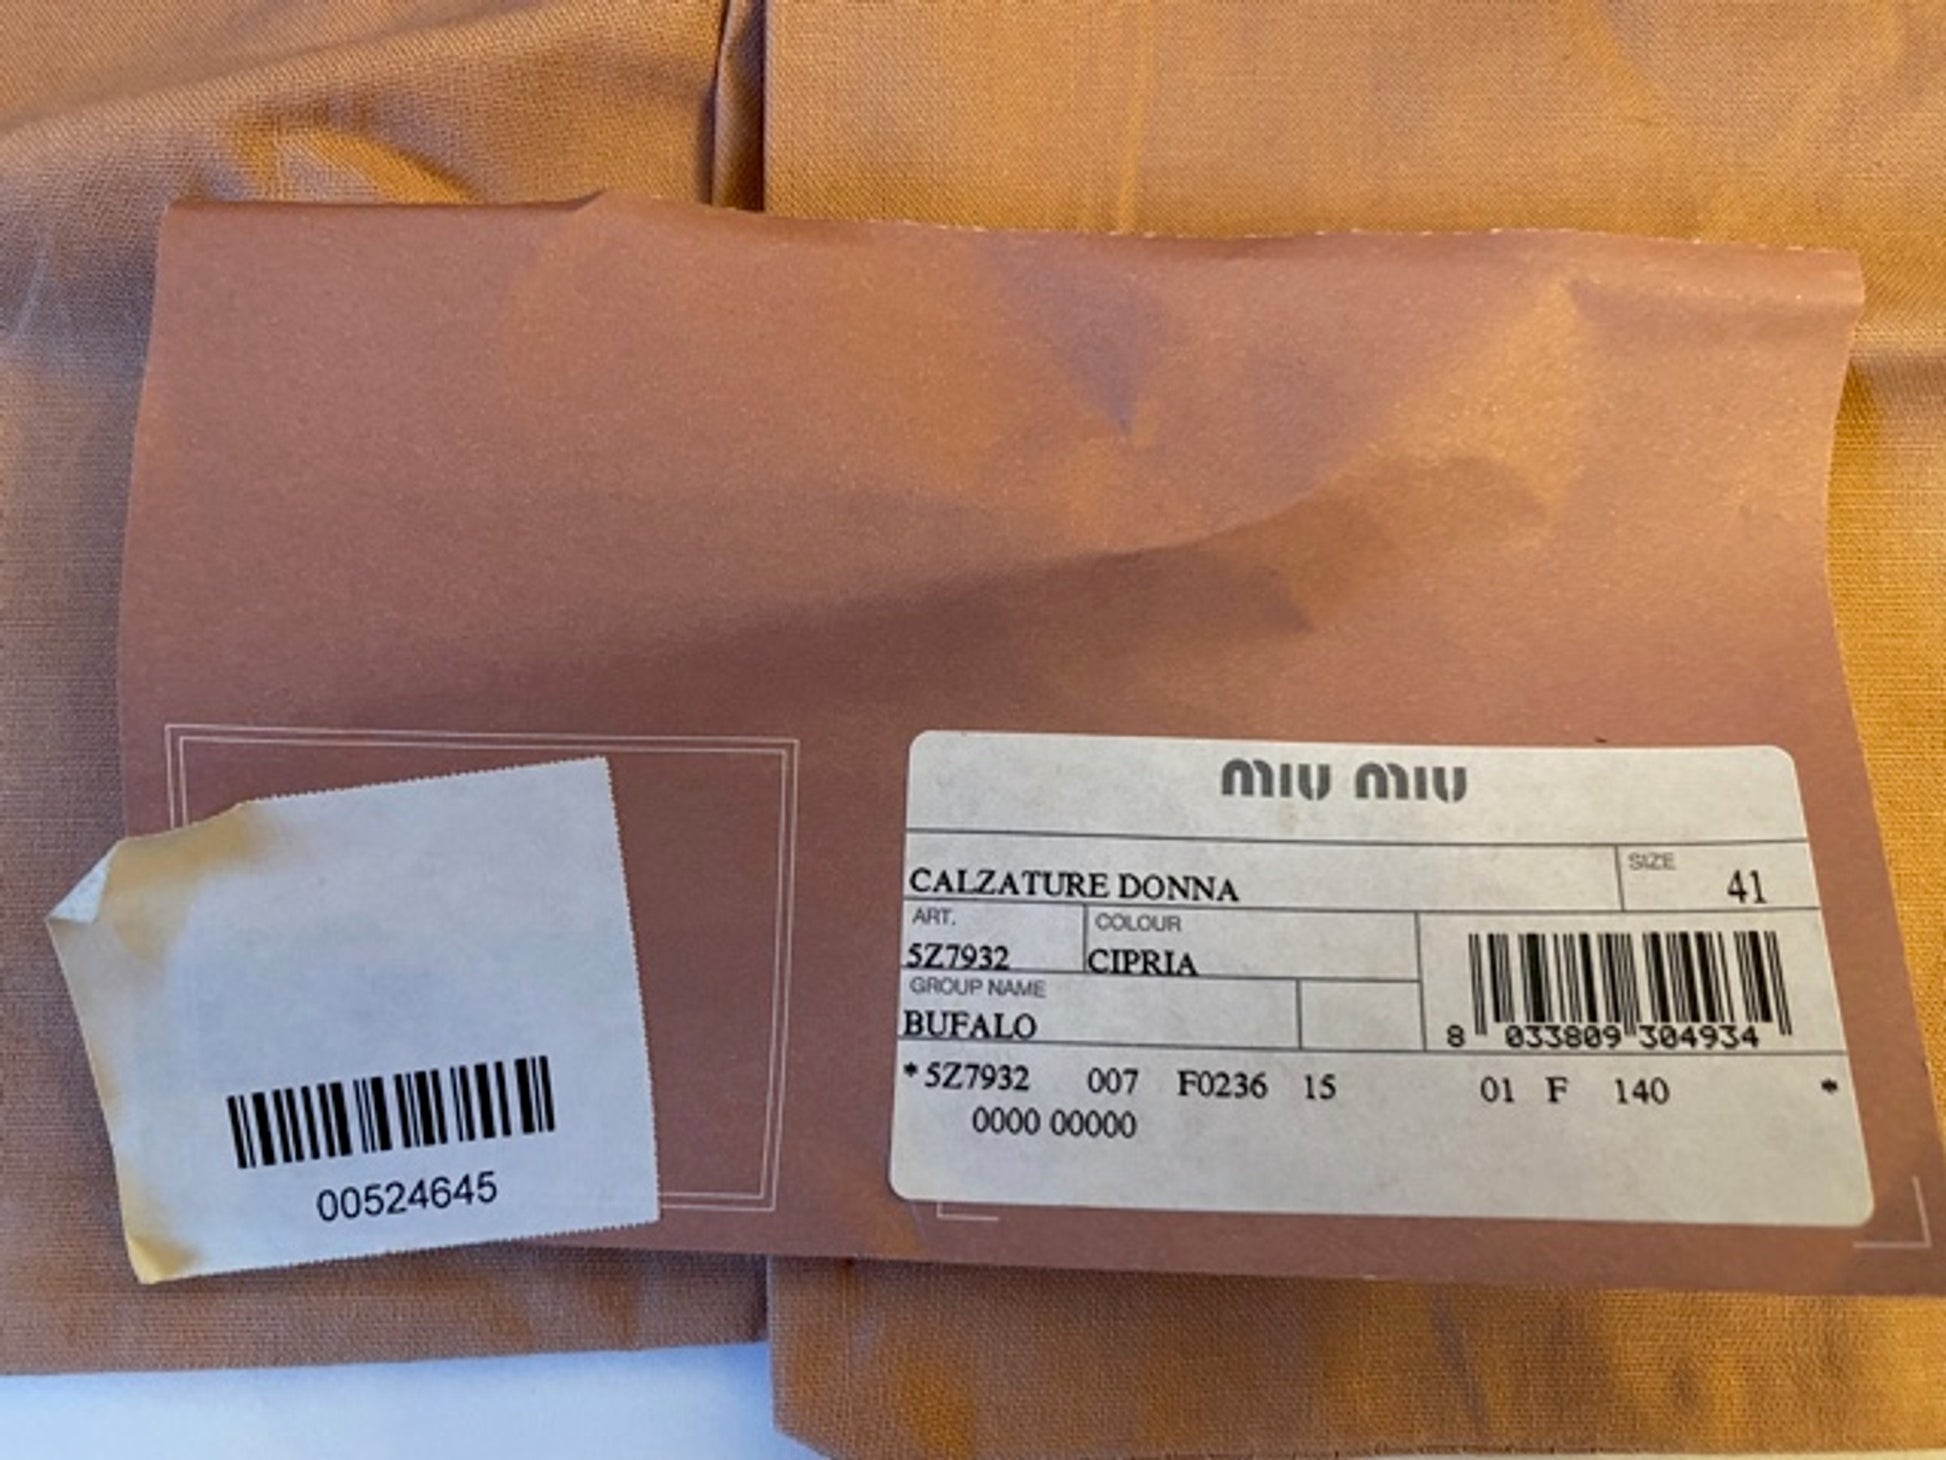 MIU MIU
CALZATURE DONNA
SIZE
41
ART.
5Z7932
COLOUR
CIPRIA
GROUP NAME
BUFALO
8 033809 304934
* 5Z7932 007 F0236 15 01 F 140 *
0000 00000
00524645